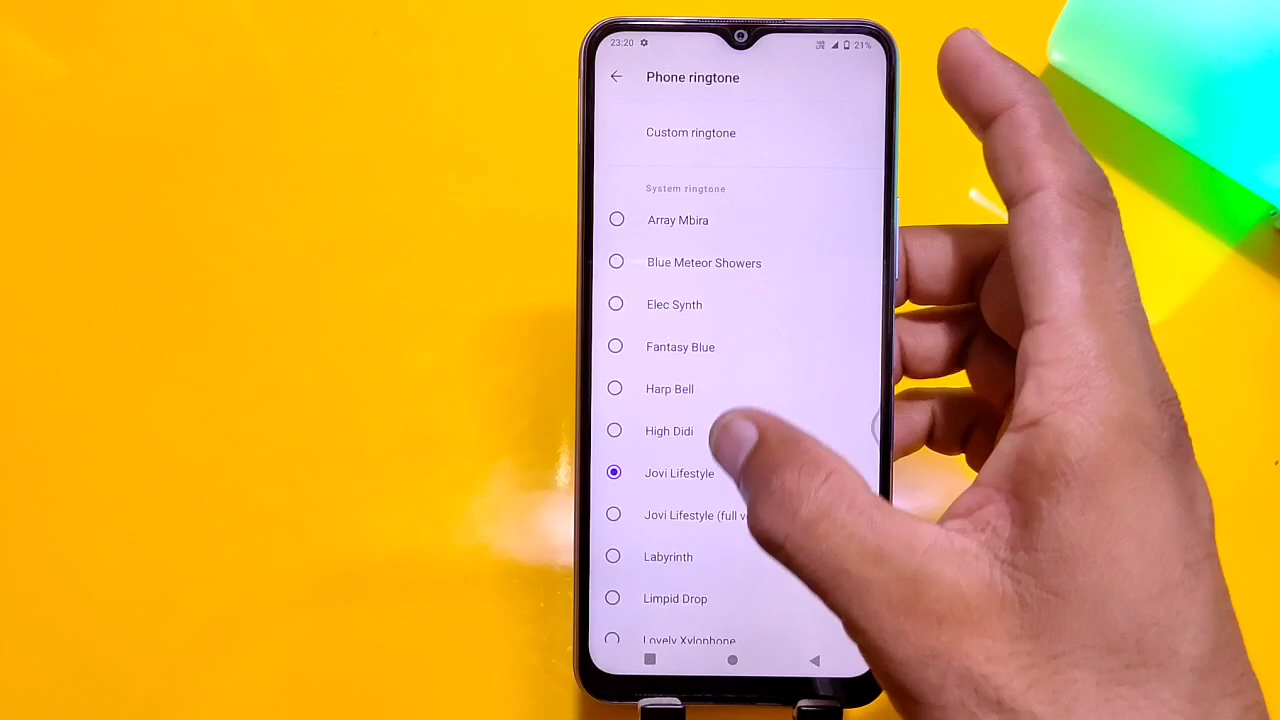 23:20 21%
Phone ringtone
Custom ringtone
System ringtone
Array Mbira
Blue Meteor Showers
Elec Synth
Fantasy Blue
Harp Bell
High Didi
Jovi Lifestyle
Jovi Lifestyle (full v
Labyrinth
Limpid Drop
Lovely Xylophone